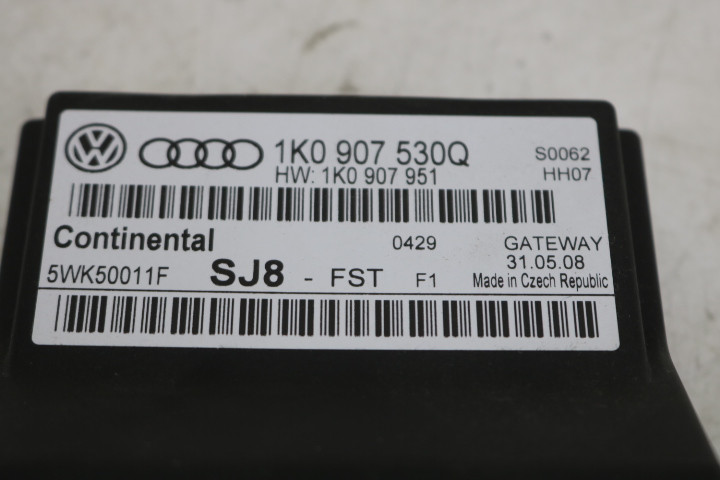 1K0 907 530Q S0062
HW: 1K0 907 951 HH07
Continental 0429 GATEWAY
5WK50011F SJ8 - FST F1 31.05.08
Made in Czech Republic